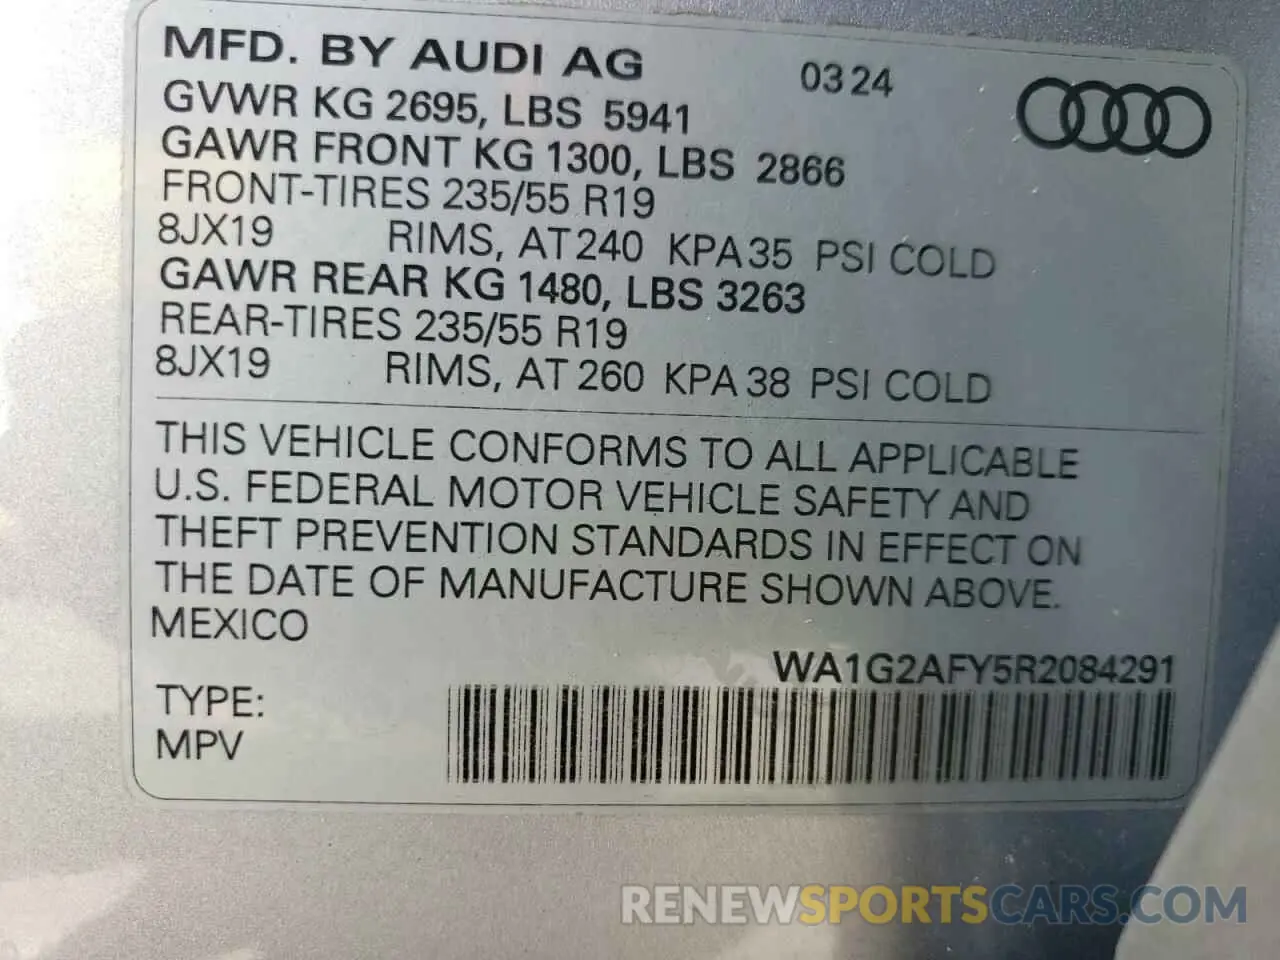 MFD. BY AUDI AG 03 24
GVWR KG 2695, LBS 5941
GAWR FRONT KG 1300, LBS 2866
FRONT-TIRES 235/55 R19
8JX19 RIMS, AT 240 KPA 35 PSI COLD
GAWR REAR KG 1480, LBS 3263
REAR-TIRES 235/55 R19
8JX19 RIMS, AT 260 KPA 38 PSI COLD
THIS VEHICLE CONFORMS TO ALL APPLICABLE
U.S. FEDERAL MOTOR VEHICLE SAFETY AND
THEFT PREVENTION STANDARDS IN EFFECT ON
THE DATE OF MANUFACTURE SHOWN ABOVE.
MEXICO
WA1G2AFY5R2084291
TYPE:
MPV
RENEWSPORTSCARS.COM